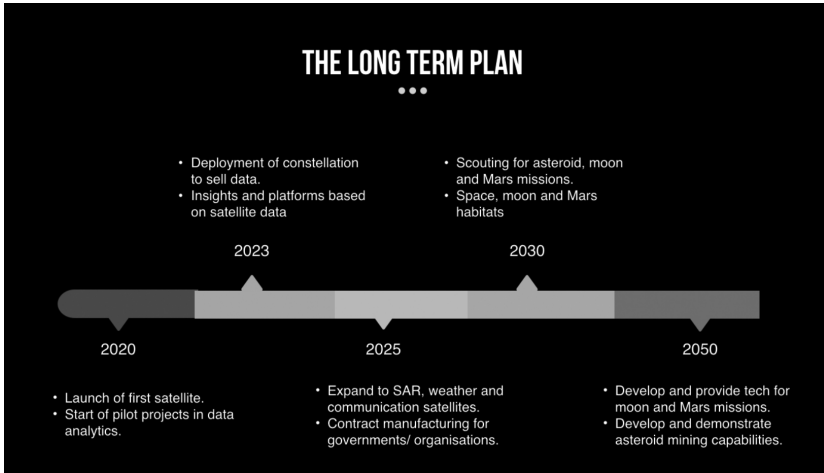 THE LONG TERM PLAN
• Deployment of constellation
to sell data.
• Insights and platforms based
on satellite data
• Scouting for asteroid, moon
and Mars missions.
• Space, moon and Mars
habitats
2023
2030
2020
2025
2050
• Launch of first satellite.
• Start of pilot projects in data
analytics.
• Expand to SAR, weather and
communication satellites.
• Contract manufacturing for
governments/ organisations.
• Develop and provide tech for
moon and Mars missions.
• Develop and demonstrate
asteroid mining capabilities.